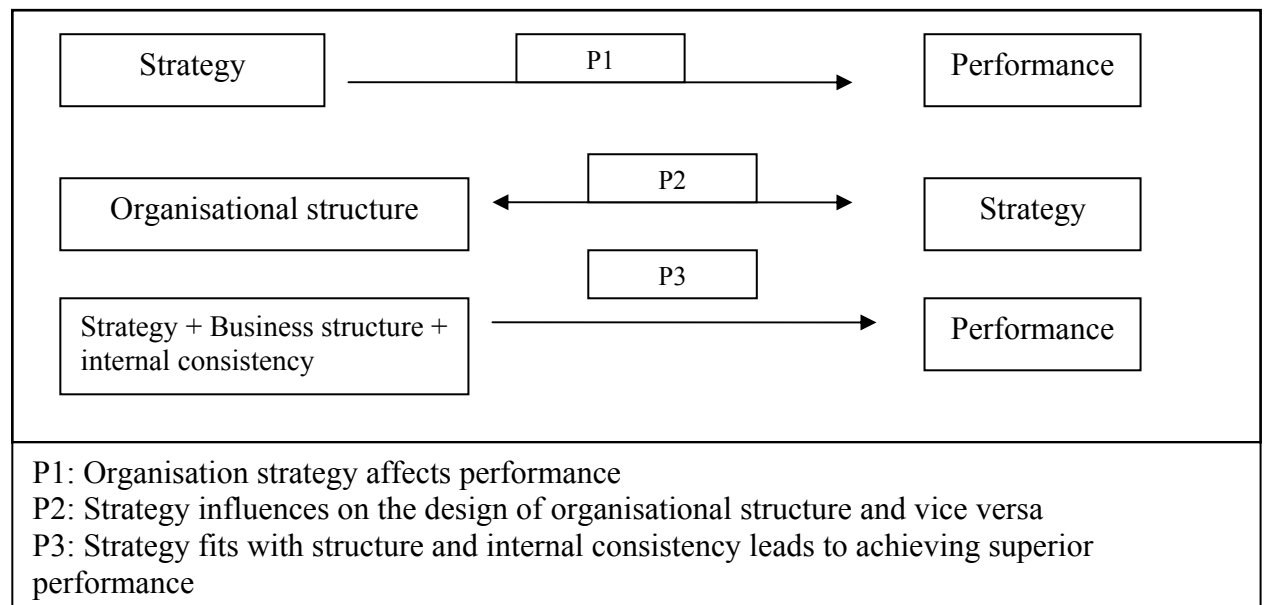 Strategy
P1
Performance
Organisational structure
P2
Strategy
P3
Strategy + Business structure +
internal consistency
Performance
P1: Organisation strategy affects performance
P2: Strategy influences on the design of organisational structure and vice versa
P3: Strategy fits with structure and internal consistency leads to achieving superior
performance